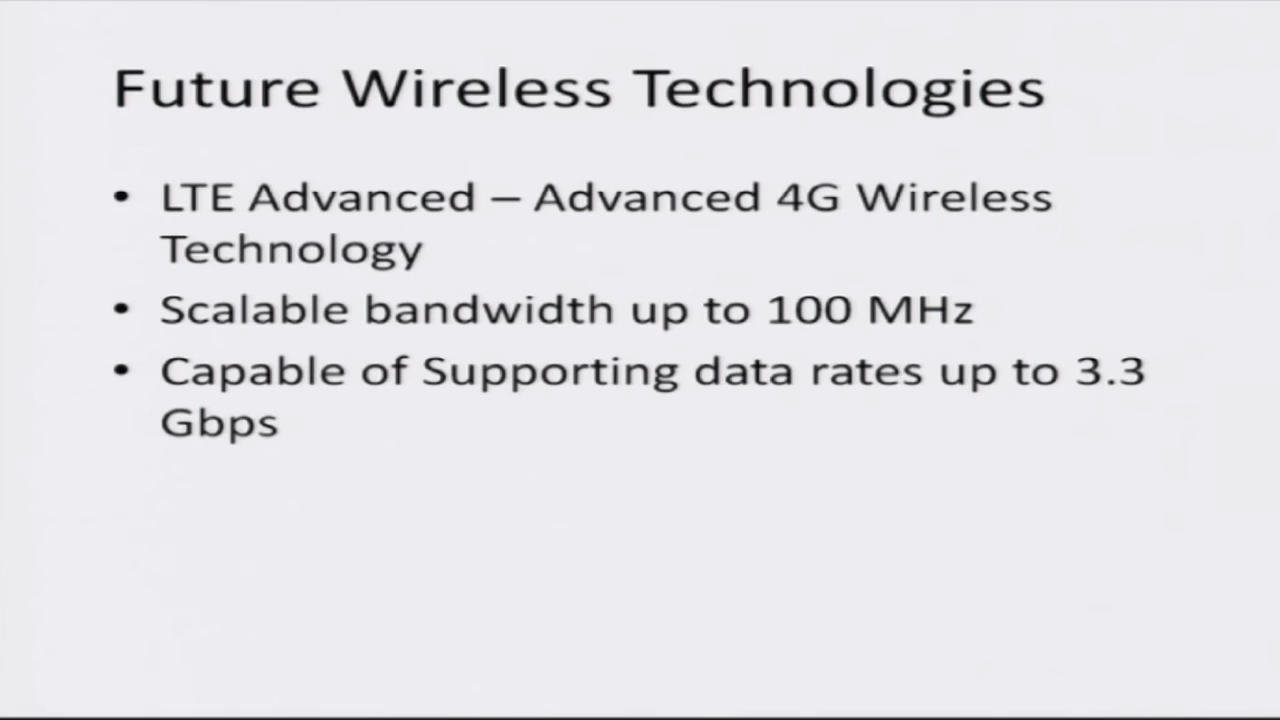 Future Wireless Technologies
• LTE Advanced – Advanced 4G Wireless
Technology
• Scalable bandwidth up to 100 MHz
• Capable of Supporting data rates up to 3.3
Gbps